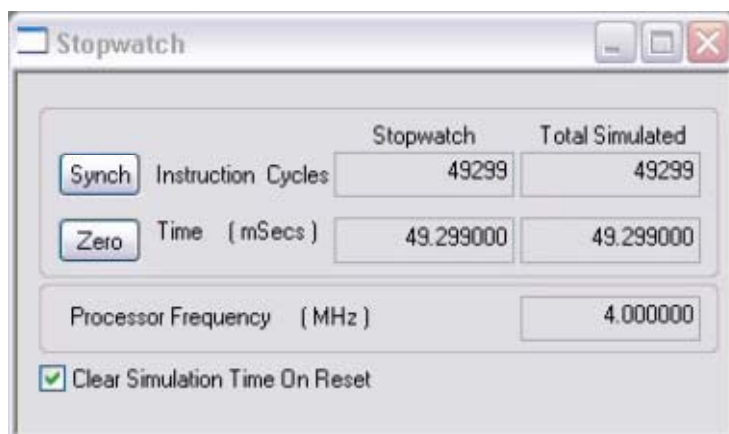 Stopwatch
Stopwatch Total Simulated
Synch Instruction Cycles 49299 49299
Zero Time ( mSecs ) 49.299000 49.299000
Processor Frequency ( MHz ) 4.000000
Clear Simulation Time On Reset